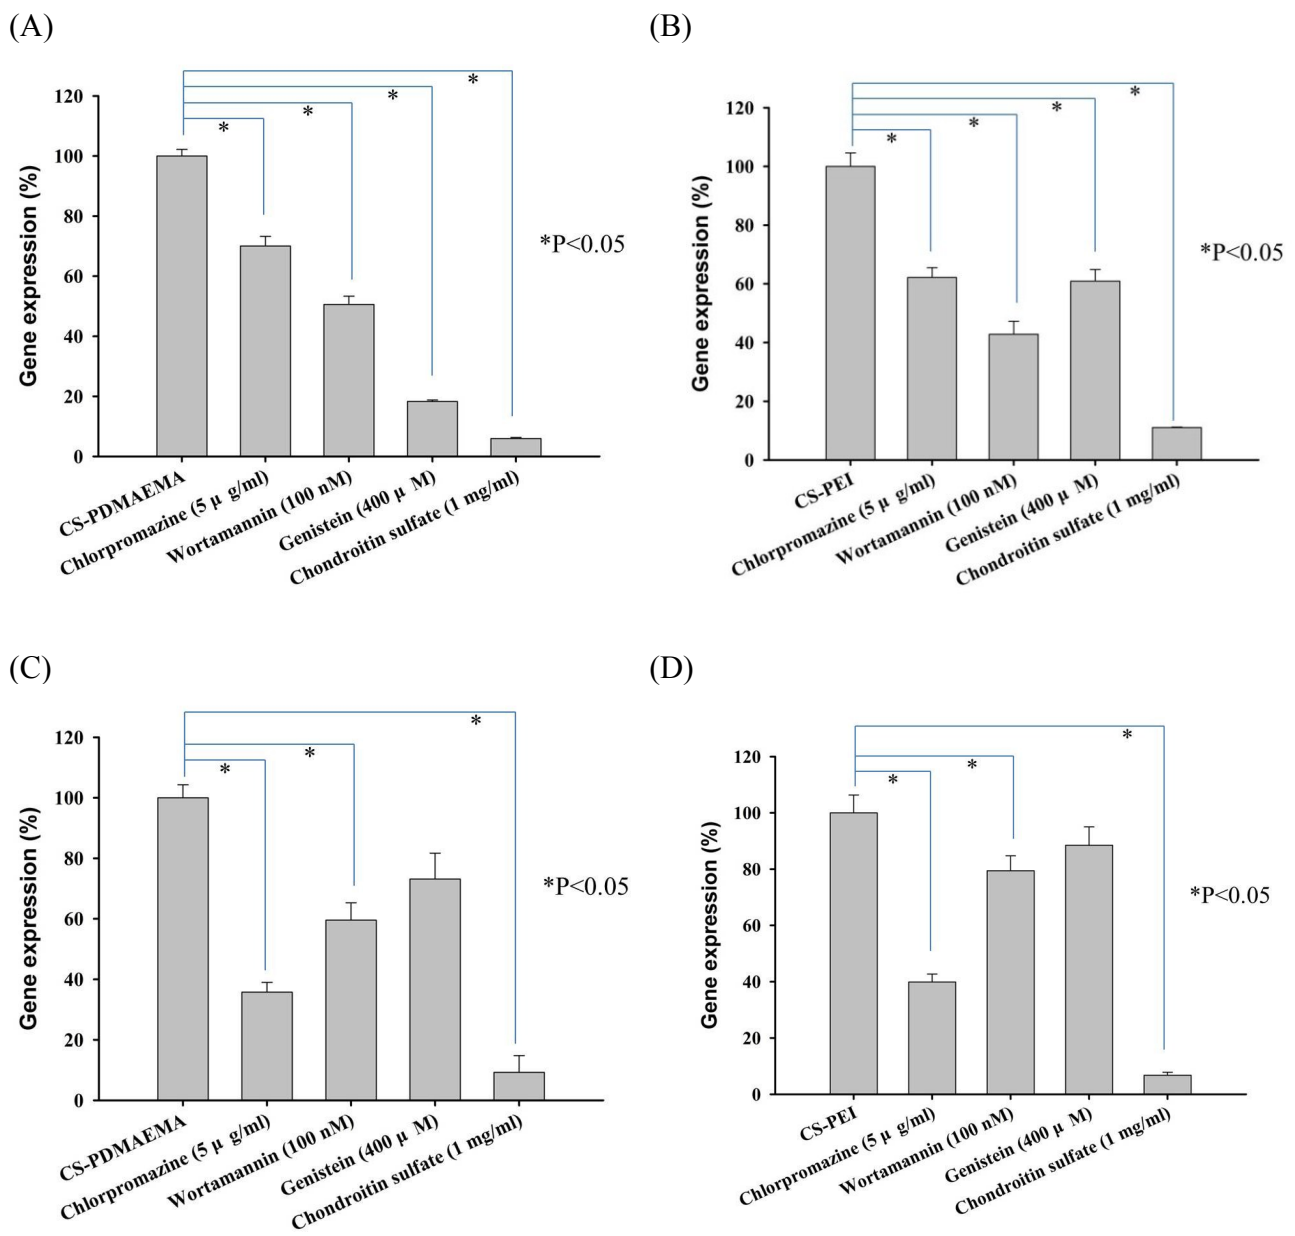 (A)
*
*
*
*
120
100
80
60
40
20
0
Gene expression (%)
*P<0.05
CS-PDMAEMA
Chlorpromazine (5 μ g/ml)
Wortamannin (100 nM)
Genistein (400 μ M)
Chondroitin sulfate (1 mg/ml)
(B)
*
*
*
*
120
100
80
60
40
20
0
Gene expression (%)
*P<0.05
CS-PEI
Chlorpromazine (5 μ g/ml)
Wortamannin (100 nM)
Genistein (400 μ M)
Chondroitin sulfate (1 mg/ml)
(C)
*
*
*
120
100
80
60
40
20
0
Gene expression (%)
*P<0.05
CS-PDMAEMA
Chlorpromazine (5 μ g/ml)
Wortamannin (100 nM)
Genistein (400 μ M)
Chondroitin sulfate (1 mg/ml)
(D)
*
*
*
120
100
80
60
40
20
0
Gene expression (%)
*P<0.05
CS-PEI
Chlorpromazine (5 μ g/ml)
Wortamannin (100 nM)
Genistein (400 μ M)
Chondroitin sulfate (1 mg/ml)